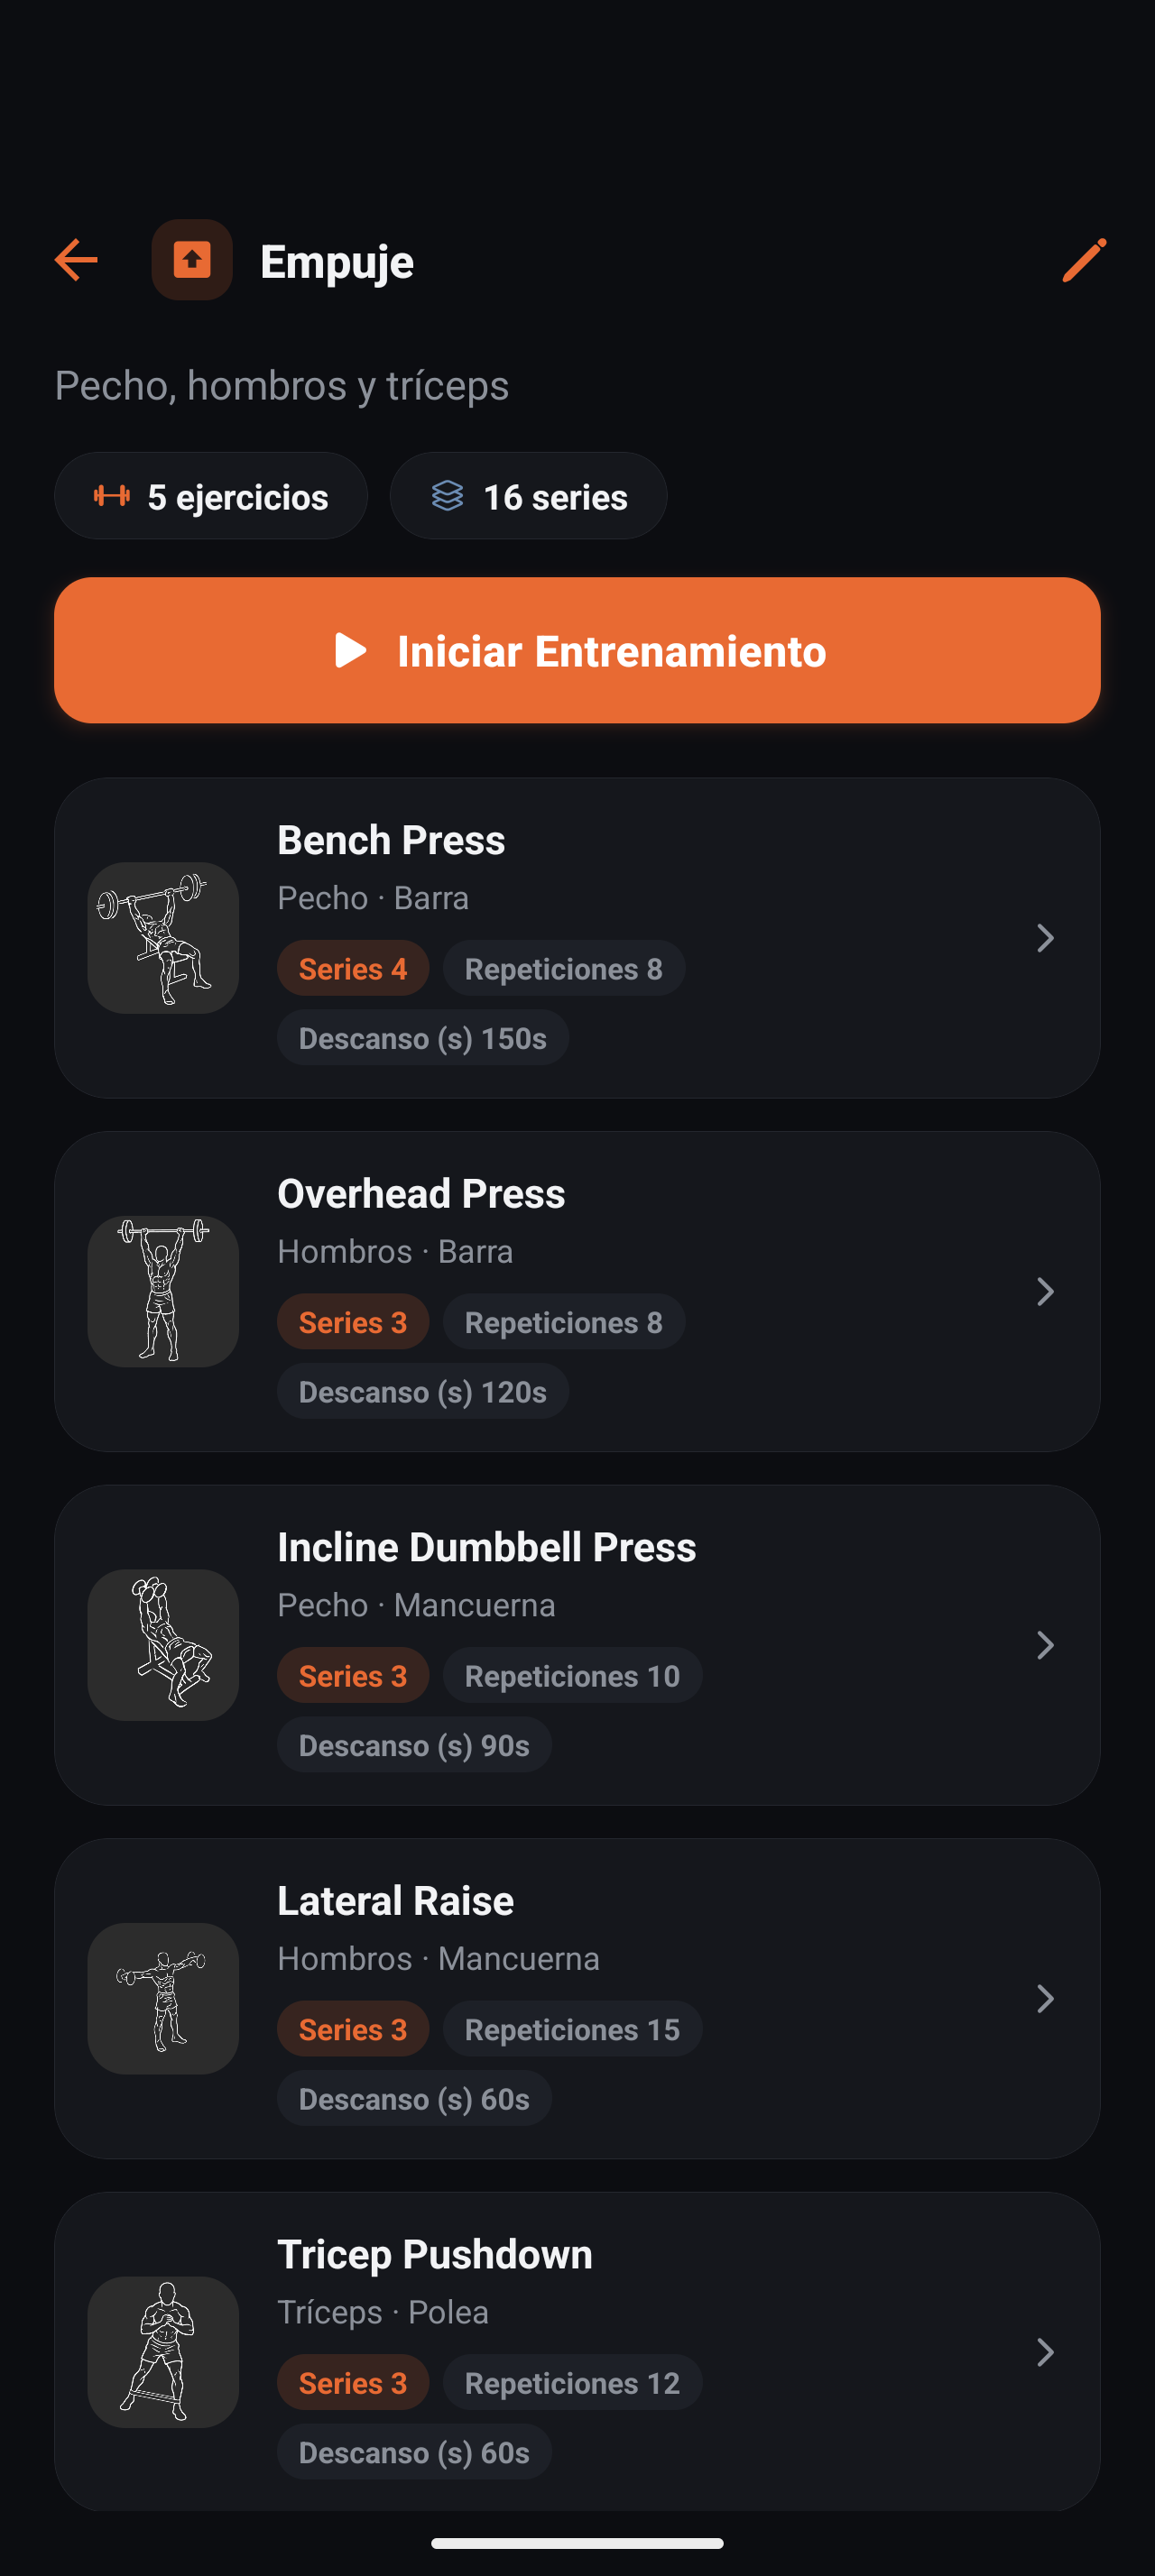 Empuje
Pecho, hombros y tríceps
5 ejercicios
16 series
Iniciar Entrenamiento
Bench Press
Pecho · Barra
Series 4
Repeticiones 8
Descanso (s) 150s
Overhead Press
Hombros · Barra
Series 3
Repeticiones 8
Descanso (s) 120s
Incline Dumbbell Press
Pecho · Mancuerna
Series 3
Repeticiones 10
Descanso (s) 90s
Lateral Raise
Hombros · Mancuerna
Series 3
Repeticiones 15
Descanso (s) 60s
Tricep Pushdown
Tríceps · Polea
Series 3
Repeticiones 12
Descanso (s) 60s